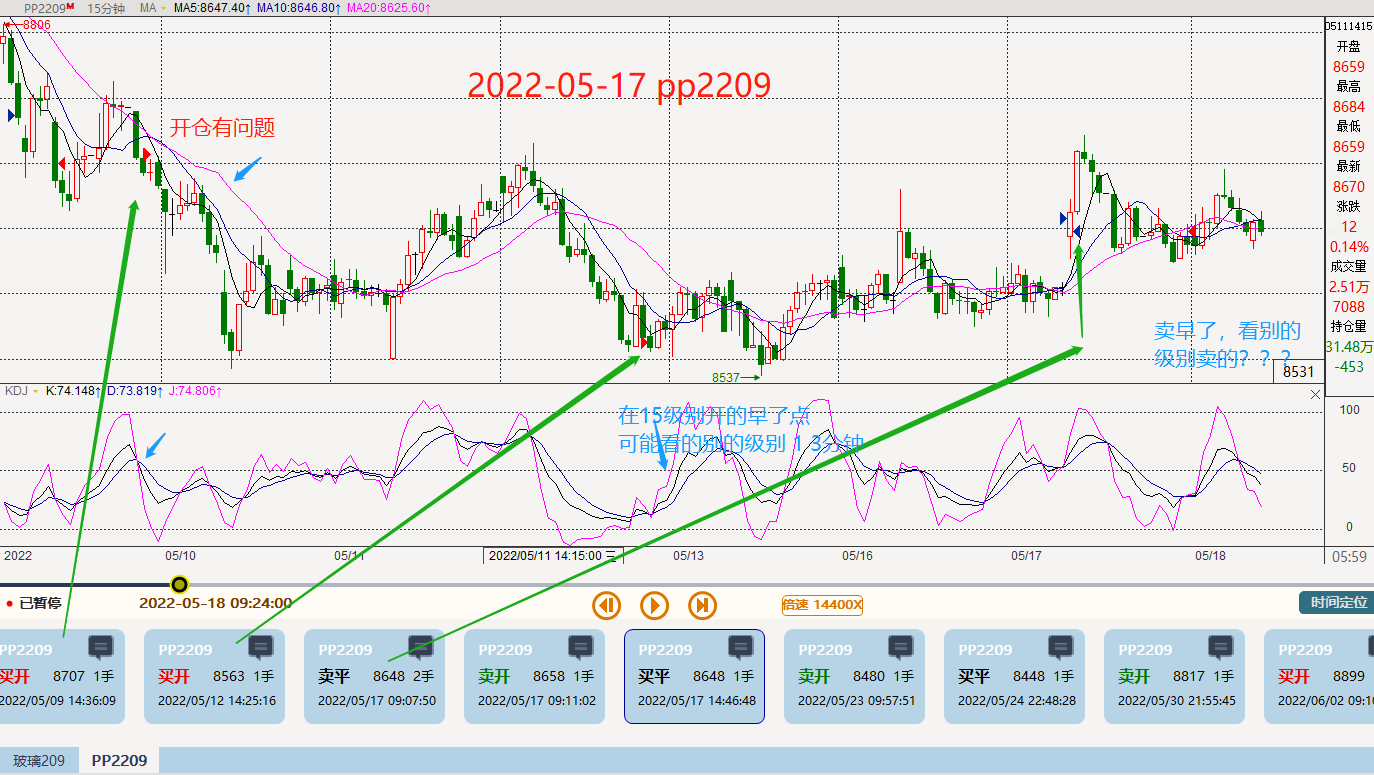 PP2209M 15分钟 MA MA5:8647.40↑ MA10:8646.80↑ MA20:8625.60↑
8806
2022-05-17 pp2209
开仓有问题
卖早了，看别的
级别卖的？？？
8537
8531
05111415
开盘
8659
最高
8684
最低
8659
最新
8670
涨跌
12
0.14%
成交量
2.51万
7088
持仓量
31.48万
-453
KDJ K:74.148↑ D:73.819↑ J:74.806↑
在15级别开的早了点
可能看的别的级别 1 3分钟
100
50
0
2022 05/10 05/11 2022/05/11 14:15:00 三 05/13 05/16 05/17 05/18 05:59
已暂停 2022-05-18 09:24:00 倍速 14400X 时间定位
PP2209 PP2209 PP2209 PP2209 PP2209 PP2209 PP2209 PP2209 PP2209
买开 8707 1手 买开 8563 1手 卖平 8648 2手 卖开 8658 1手 买平 8648 1手 卖开 8480 1手 买平 8448 1手 卖开 8817 1手 买开 8899
2022/05/09 14:36:09 2022/05/12 14:25:16 2022/05/17 09:07:50 2022/05/17 09:11:02 2022/05/17 14:46:48 2022/05/23 09:57:51 2022/05/24 22:48:28 2022/05/30 21:55:45 2022/06/02 09:10
玻璃209 PP2209